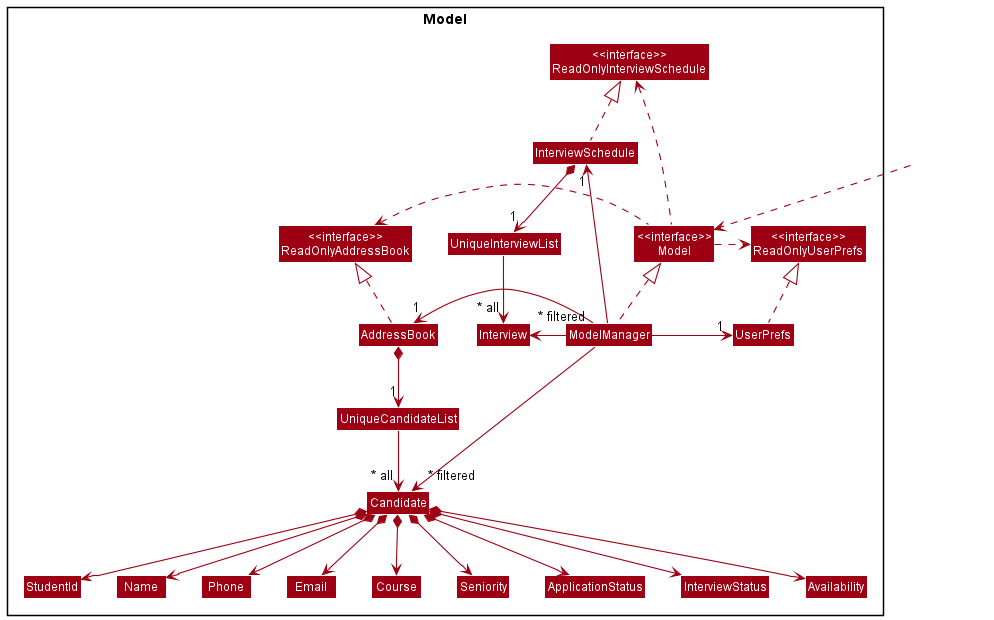 Model
<<interface>>
ReadOnlyInterviewSchedule
InterviewSchedule
1
1
<<interface>>
ReadOnlyAddressBook
UniqueInterviewList
<<interface>>
Model
<<interface>>
ReadOnlyUserPrefs
1
* all
* filtered
1
AddressBook
Interview
ModelManager
UserPrefs
1
UniqueCandidateList
* all
* filtered
Candidate
StudentId
Name
Phone
Email
Course
Seniority
ApplicationStatus
InterviewStatus
Availability